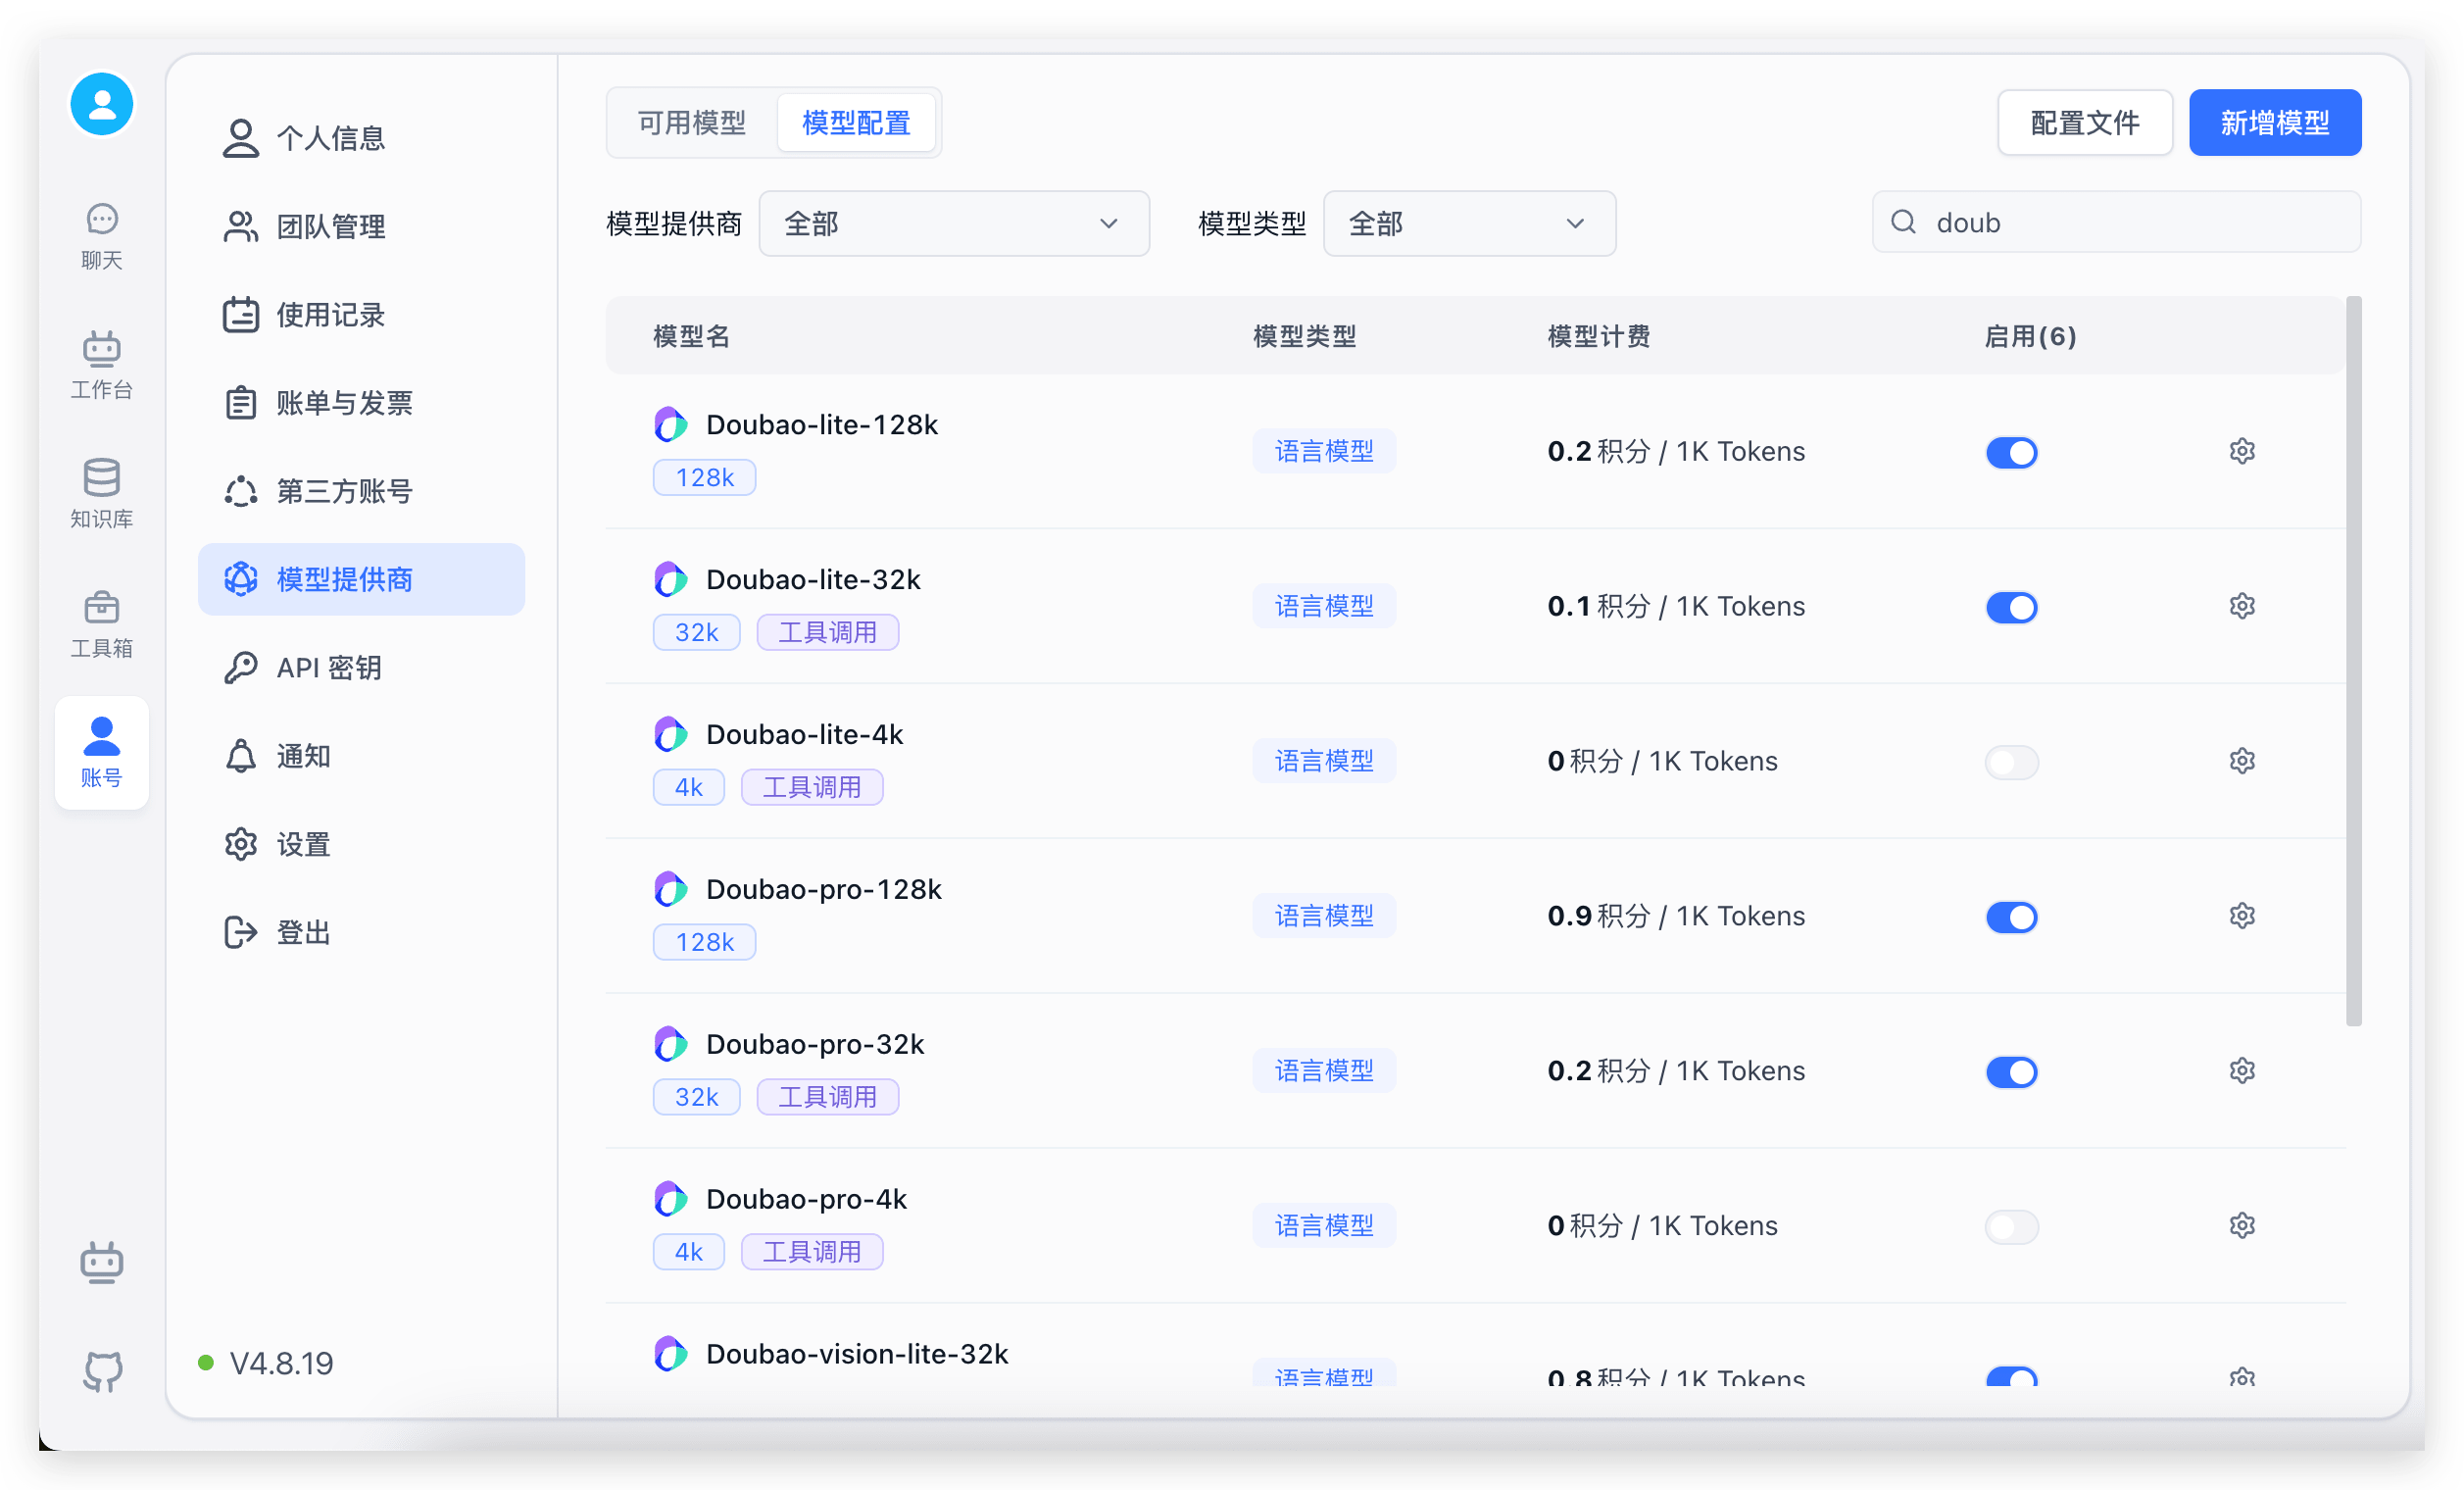 聊天
工作台
知识库
工具箱
账号
个人信息
团队管理
使用记录
账单与发票
第三方账号
模型提供商
API 密钥
通知
设置
登出
V4.8.19
可用模型 模型配置 配置文件 新增模型
模型提供商 全部 模型类型 全部 doub
模型名 模型类型 模型计费 启用(6)
Doubao-lite-128k
128k
语言模型 0.2 积分 / 1K Tokens
Doubao-lite-32k
32k 工具调用
语言模型 0.1 积分 / 1K Tokens
Doubao-lite-4k
4k 工具调用
语言模型 0 积分 / 1K Tokens
Doubao-pro-128k
128k
语言模型 0.9 积分 / 1K Tokens
Doubao-pro-32k
32k 工具调用
语言模型 0.2 积分 / 1K Tokens
Doubao-pro-4k
4k 工具调用
语言模型 0 积分 / 1K Tokens
Doubao-vision-lite-32k
语言模型 0.8 积分 / 1K Tokens